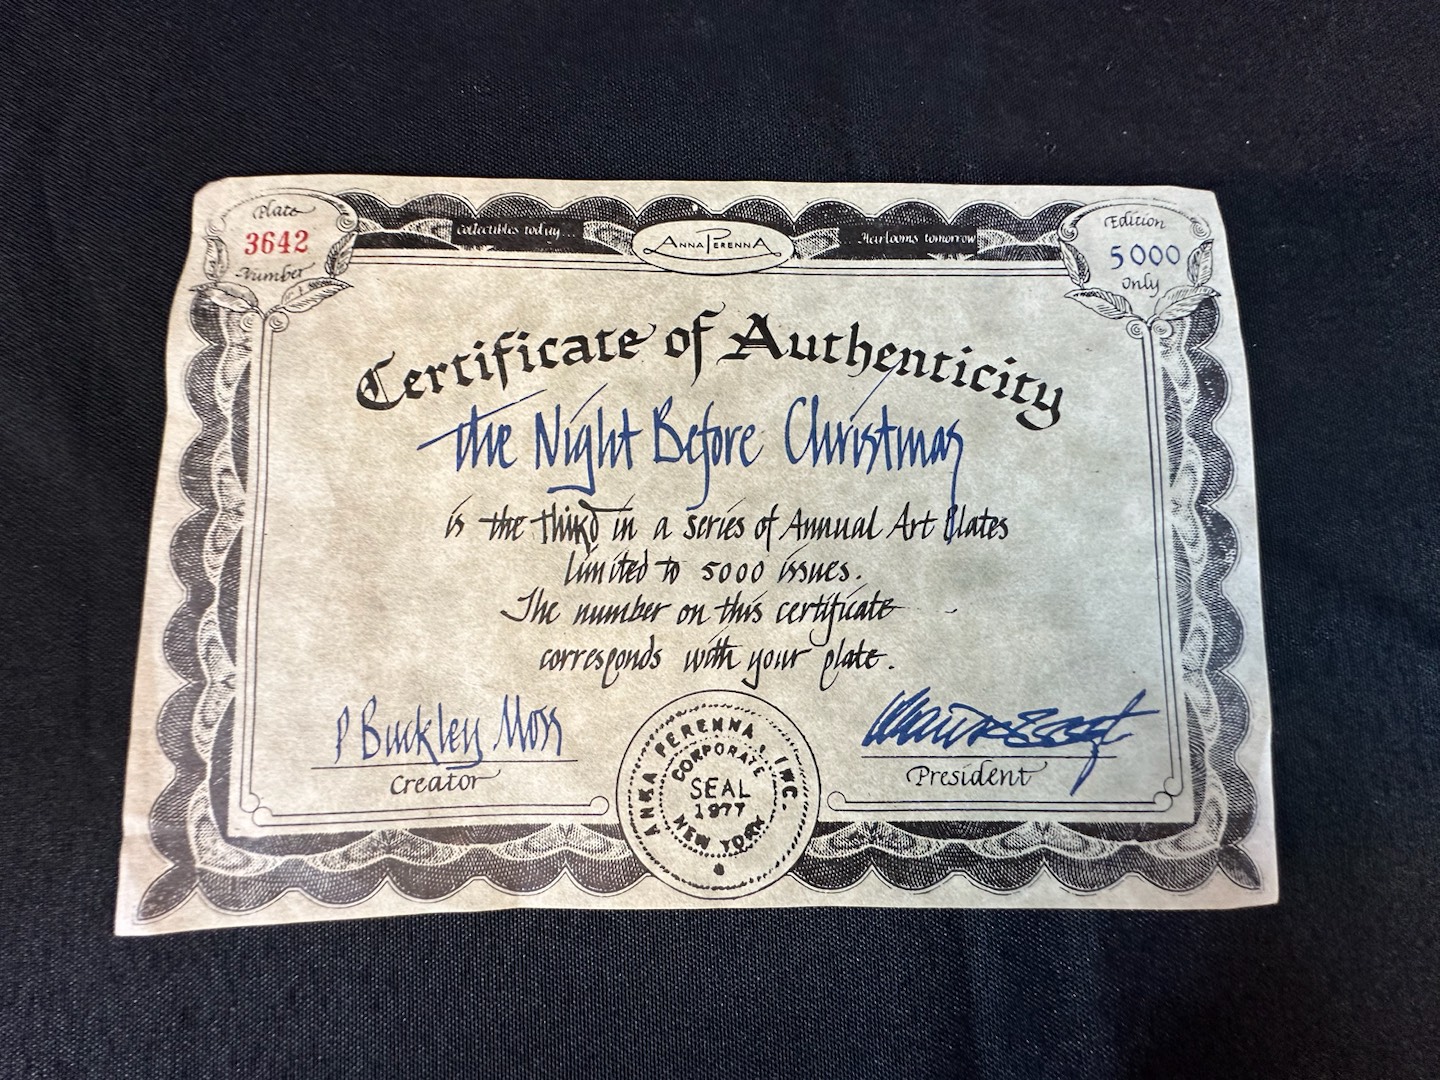 Plate
3642
Number
Collectibles today...
Anna Perenna
...Heirlooms tomorrow
Edition
5000
only
Certificate of Authenticity
The Night Before Christmas
is the third in a series of Annual Art Plates
limited to 5000 issues.
The number on this certificate
corresponds with your plate.
P Buckley Moss
Creator
ANNA PERENNA, INC.
CORPORATE
SEAL
1977
NEW YORK
President